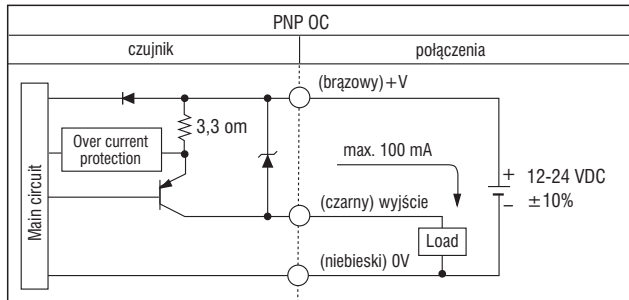 PNP OC
czujnik
połączenia
(brązowy)+V
3,3 om
Over current
protection
Main circuit
max. 100 mA
+
12-24 VDC
−
±10%
(czarny) wyjście
Load
(niebieski) 0V